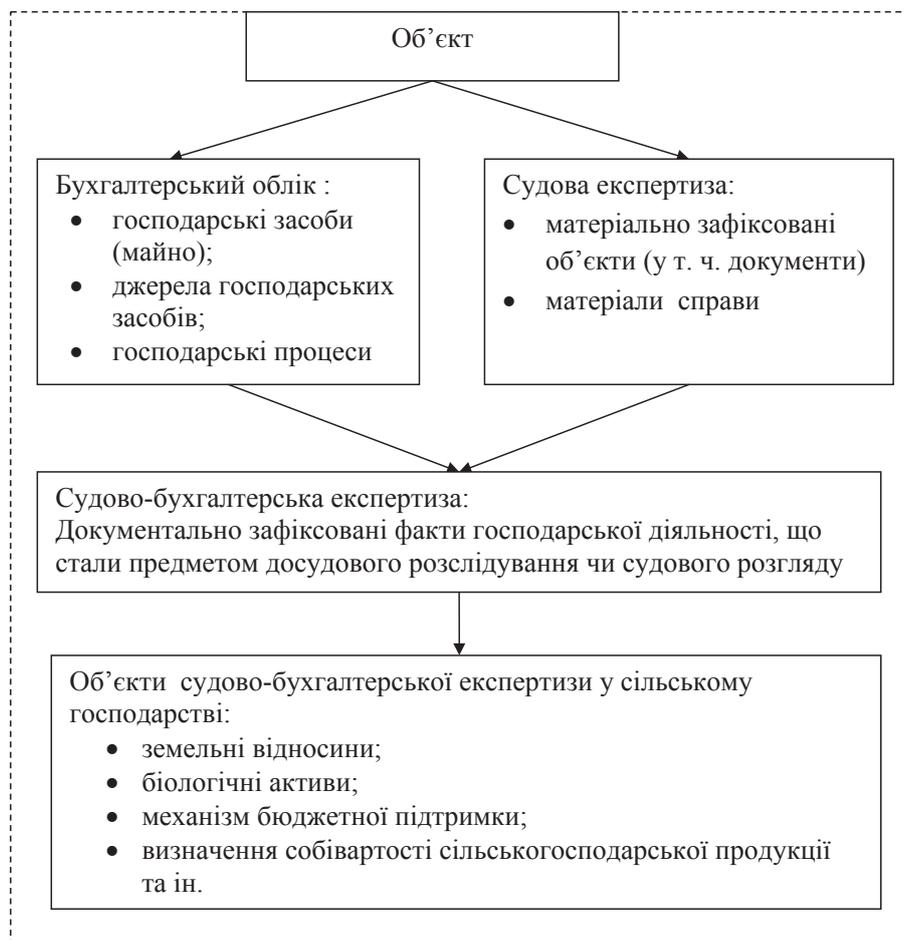 Об’єкт
Бухгалтерський облік :
• господарські засоби
(майно);
• джерела господарських
засобів;
• господарські процеси
Судова експертиза:
• матеріально зафіксовані
об’єкти (у т. ч. документи)
• матеріали справи
Судово-бухгалтерська експертиза:
Документально зафіксовані факти господарської діяльності, що
стали предметом досудового розслідування чи судового розгляду
Об’єкти судово-бухгалтерської експертизи у сільському
господарстві:
• земельні відносини;
• біологічні активи;
• механізм бюджетної підтримки;
• визначення собівартості сільськогосподарської продукції
та ін.